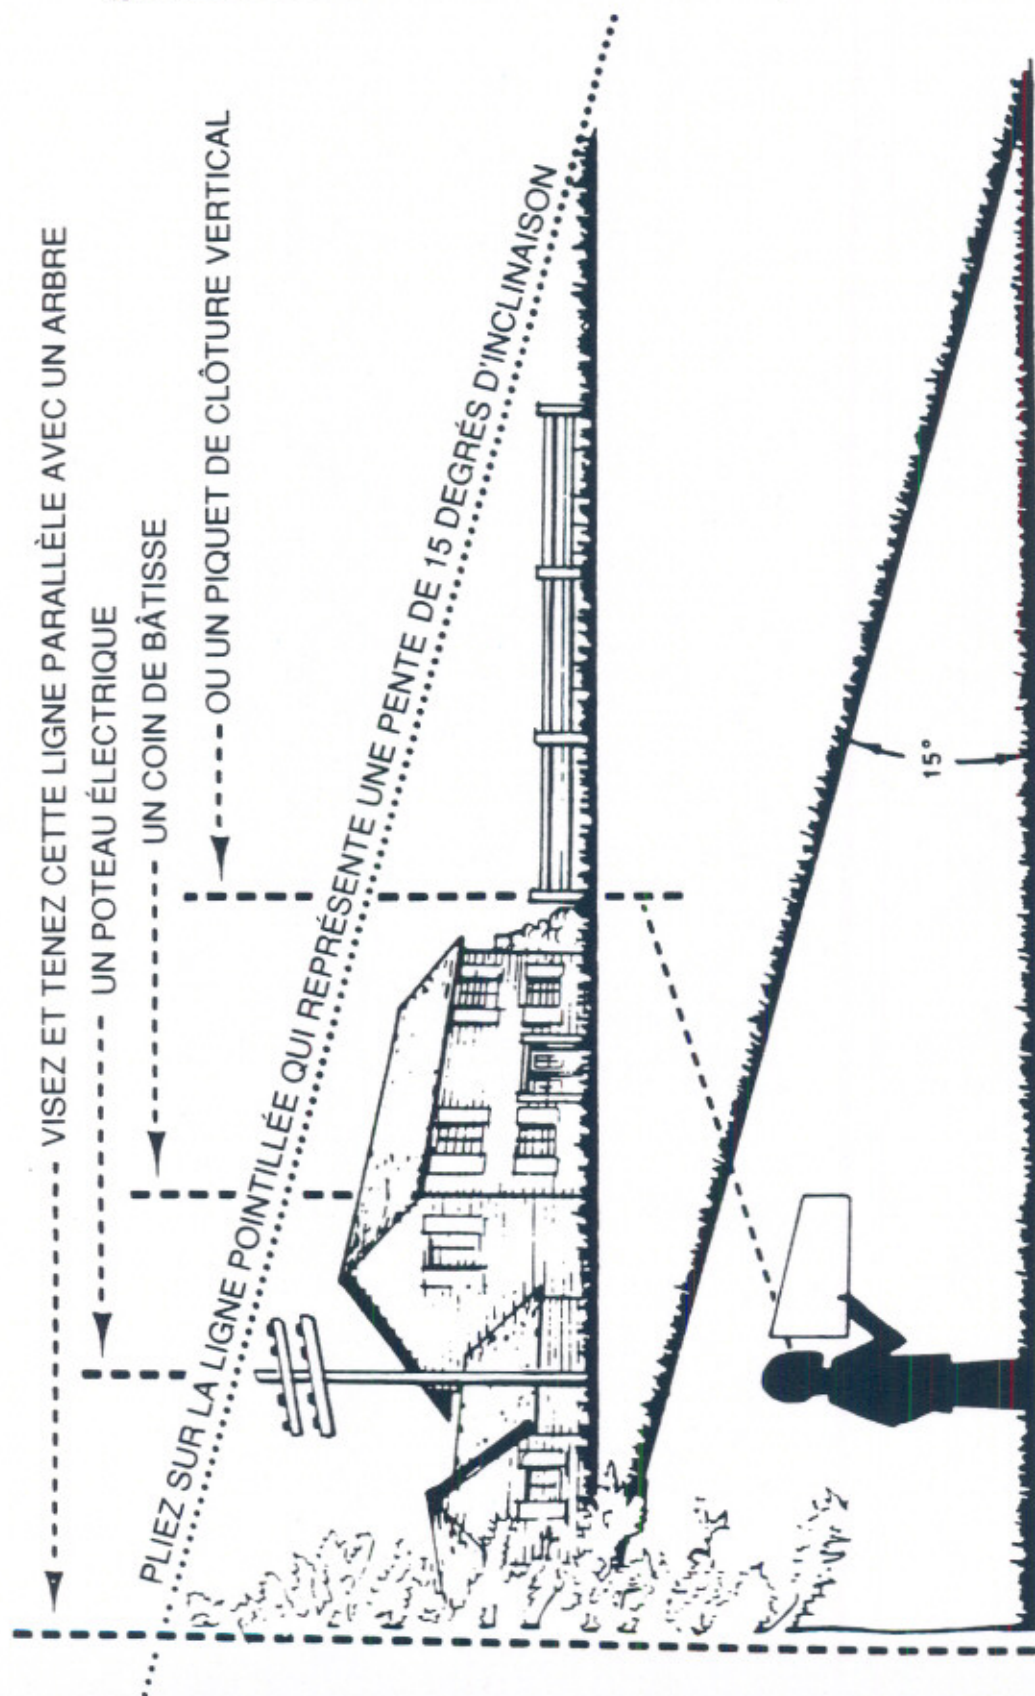 VISEZ ET TENEZ CETTE LIGNE PARALLÈLE AVEC UN ARBRE
UN POTEAU ÉLECTRIQUE
UN COIN DE BÂTISSE
OU UN PIQUET DE CLÔTURE VERTICAL
PLIEZ SUR LA LIGNE POINTILLÉE QUI REPRÉSENTE UNE PENTE DE 15 DEGRÉS D'INCLINAISON
15°